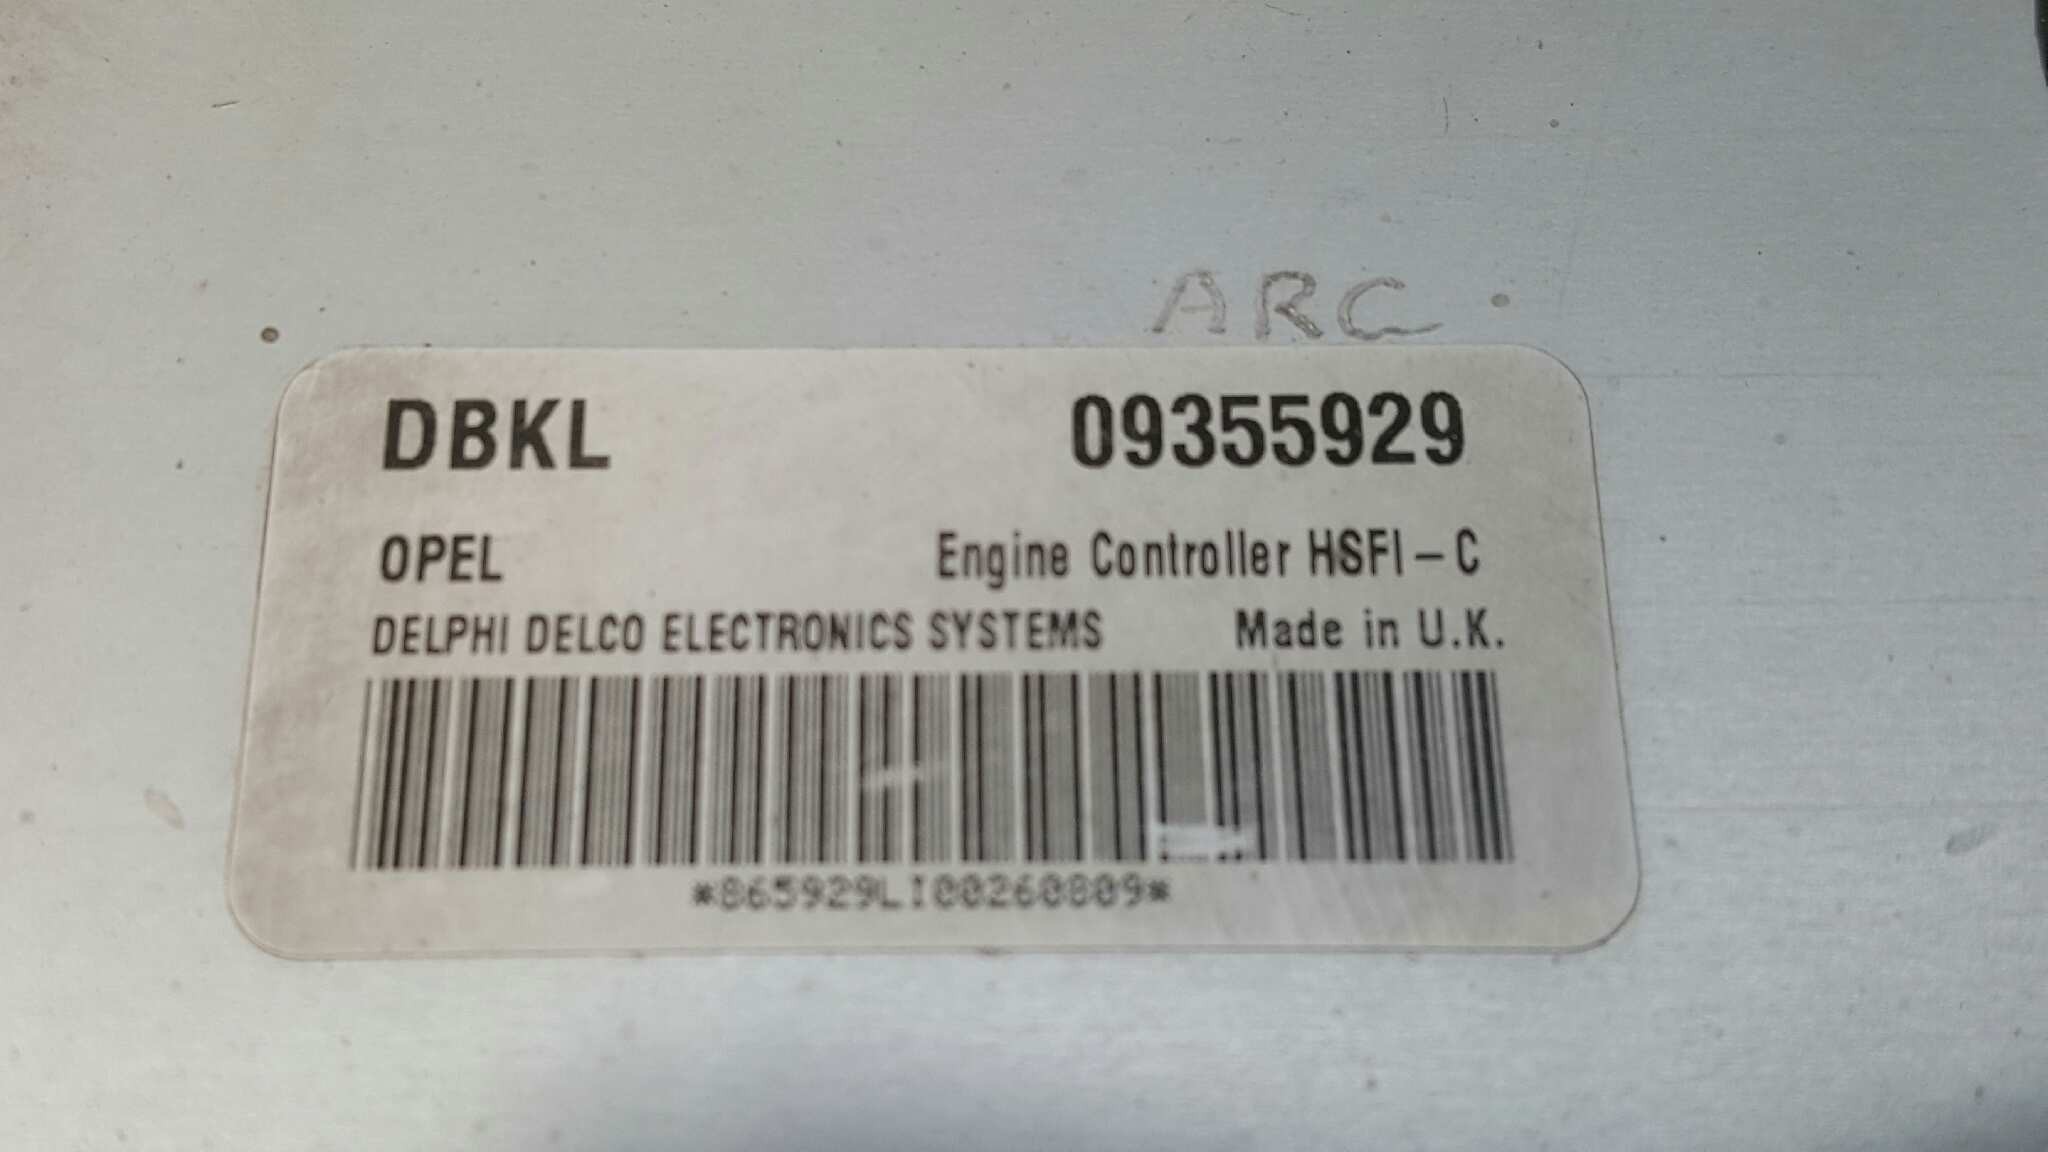 ARC
DBKL 09355929
OPEL Engine Controller HSFI-C
DELPHI DELCO ELECTRONICS SYSTEMS Made in U.K.
*865929LI00260809*